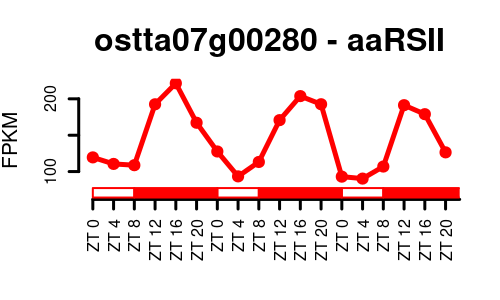 ostta07g00280 - aaRSII
FPKM
200
100
ZT 0 ZT 4 ZT 8 ZT 12 ZT 16 ZT 20 ZT 0 ZT 4 ZT 8 ZT 12 ZT 16 ZT 20 ZT 0 ZT 4 ZT 8 ZT 12 ZT 16 ZT 20